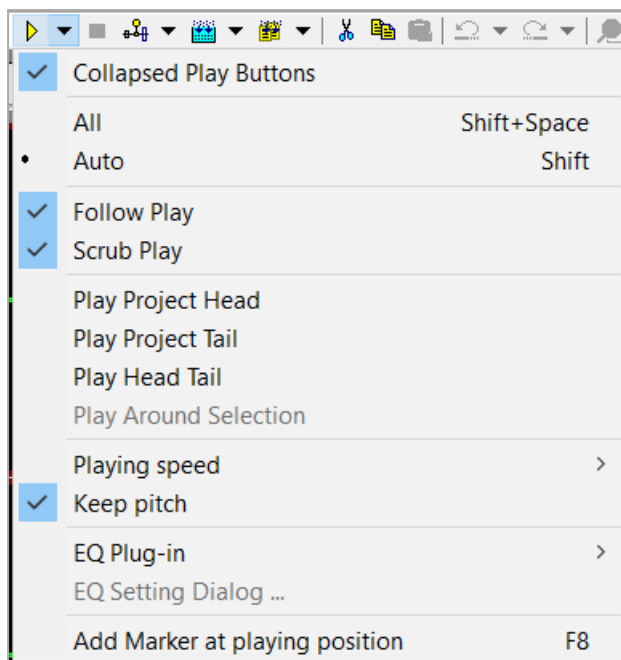 Collapsed Play Buttons
All Shift+Space
Auto Shift
Follow Play
Scrub Play
Play Project Head
Play Project Tail
Play Head Tail
Play Around Selection
Playing speed
Keep pitch
EQ Plug-in
EQ Setting Dialog ...
Add Marker at playing position F8